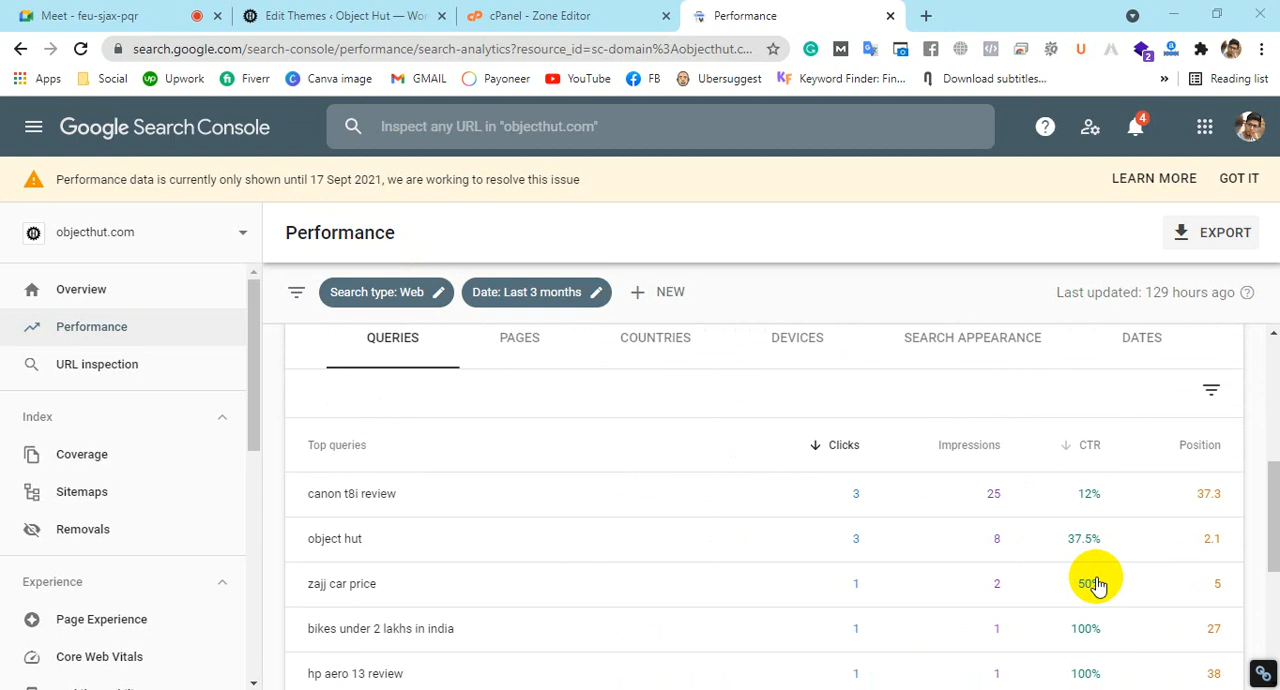 Meet - feu-sjax-pqr
Edit Themes ‹ Object Hut — Wor
cPanel - Zone Editor
Performance
search.google.com/search-console/performance/search-analytics?resource_id=sc-domain%3Aobjecthut.c...
Apps Social Upwork Fiverr Canva image GMAIL Payoneer YouTube FB Ubersuggest Keyword Finder: Fin... Download subtitles... » Reading list
Google Search Console
Inspect any URL in "objecthut.com"
4
Performance data is currently only shown until 17 Sept 2021, we are working to resolve this issue
LEARN MORE GOT IT
objecthut.com
Performance
EXPORT
Search type: Web
Date: Last 3 months
NEW
Last updated: 129 hours ago
Overview
Performance
URL inspection
Index
Coverage
Sitemaps
Removals
Experience
Page Experience
Core Web Vitals
QUERIES PAGES COUNTRIES DEVICES SEARCH APPEARANCE DATES
Top queries Clicks Impressions CTR Position
canon t8i review 3 25 12% 37.3
object hut 3 8 37.5% 2.1
zajj car price 1 2 50% 5
bikes under 2 lakhs in india 1 1 100% 27
hp aero 13 review 1 1 100% 38